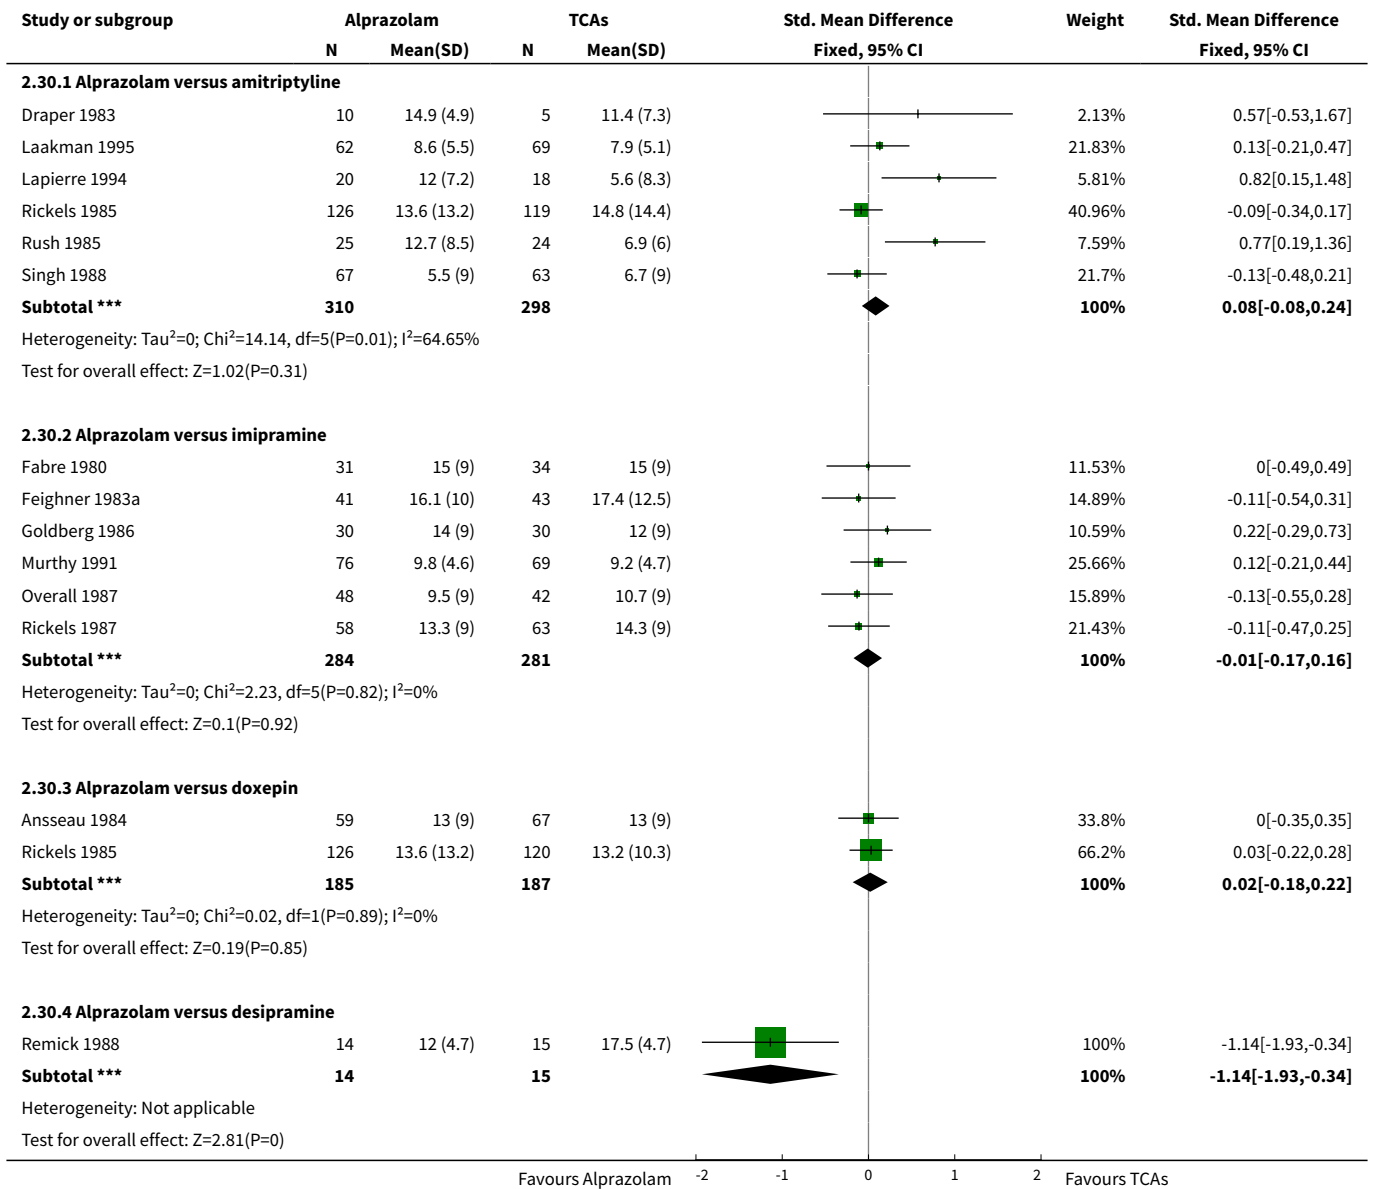 Study or subgroup Alprazolam TCAs Std. Mean Difference Weight Std. Mean Difference
N Mean(SD) N Mean(SD) Fixed, 95% CI Fixed, 95% CI
2.30.1 Alprazolam versus amitriptyline
Draper 1983 10 14.9 (4.9) 5 11.4 (7.3) 2.13% 0.57[-0.53,1.67]
Laakman 1995 62 8.6 (5.5) 69 7.9 (5.1) 21.83% 0.13[-0.21,0.47]
Lapierre 1994 20 12 (7.2) 18 5.6 (8.3) 5.81% 0.82[0.15,1.48]
Rickels 1985 126 13.6 (13.2) 119 14.8 (14.4) 40.96% -0.09[-0.34,0.17]
Rush 1985 25 12.7 (8.5) 24 6.9 (6) 7.59% 0.77[0.19,1.36]
Singh 1988 67 5.5 (9) 63 6.7 (9) 21.7% -0.13[-0.48,0.21]
Subtotal *** 310 298 100% 0.08[-0.08,0.24]
Heterogeneity: Tau²=0; Chi²=14.14, df=5(P=0.01); I²=64.65%
Test for overall effect: Z=1.02(P=0.31)
2.30.2 Alprazolam versus imipramine
Fabre 1980 31 15 (9) 34 15 (9) 11.53% 0[-0.49,0.49]
Feighner 1983a 41 16.1 (10) 43 17.4 (12.5) 14.89% -0.11[-0.54,0.31]
Goldberg 1986 30 14 (9) 30 12 (9) 10.59% 0.22[-0.29,0.73]
Murthy 1991 76 9.8 (4.6) 69 9.2 (4.7) 25.66% 0.12[-0.21,0.44]
Overall 1987 48 9.5 (9) 42 10.7 (9) 15.89% -0.13[-0.55,0.28]
Rickels 1987 58 13.3 (9) 63 14.3 (9) 21.43% -0.11[-0.47,0.25]
Subtotal *** 284 281 100% -0.01[-0.17,0.16]
Heterogeneity: Tau²=0; Chi²=2.23, df=5(P=0.82); I²=0%
Test for overall effect: Z=0.1(P=0.92)
2.30.3 Alprazolam versus doxepin
Ansseau 1984 59 13 (9) 67 13 (9) 33.8% 0[-0.35,0.35]
Rickels 1985 126 13.6 (13.2) 120 13.2 (10.3) 66.2% 0.03[-0.22,0.28]
Subtotal *** 185 187 100% 0.02[-0.18,0.22]
Heterogeneity: Tau²=0; Chi²=0.02, df=1(P=0.89); I²=0%
Test for overall effect: Z=0.19(P=0.85)
2.30.4 Alprazolam versus desipramine
Remick 1988 14 12 (4.7) 15 17.5 (4.7) 100% -1.14[-1.93,-0.34]
Subtotal *** 14 15 100% -1.14[-1.93,-0.34]
Heterogeneity: Not applicable
Test for overall effect: Z=2.81(P=0)
Favours Alprazolam -2 -1 0 1 2 Favours TCAs